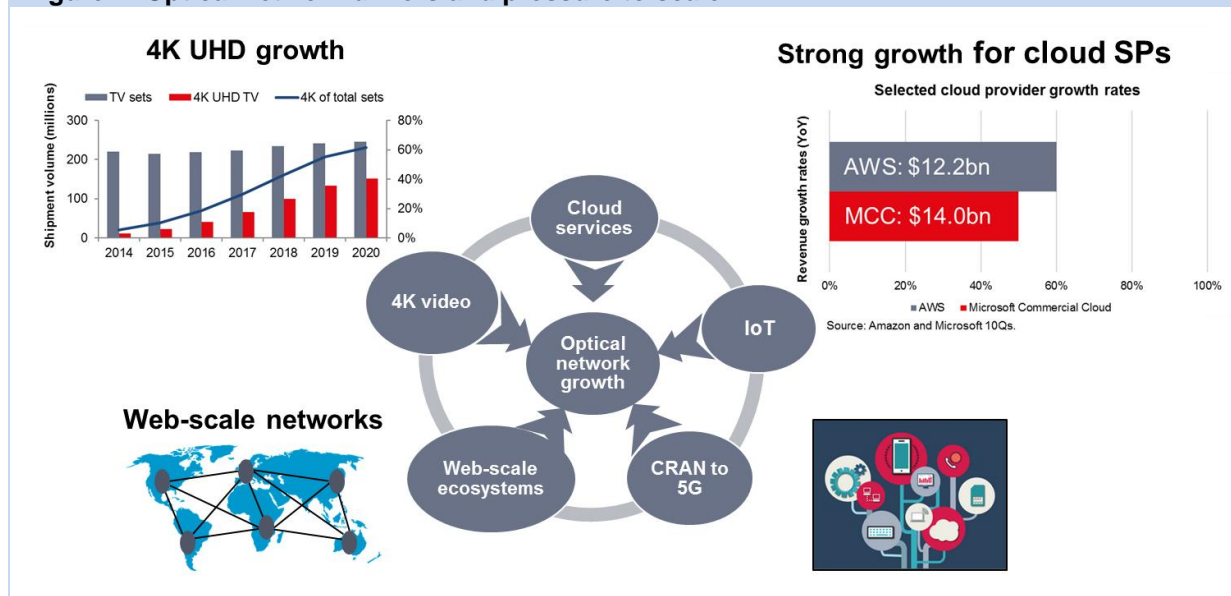 4K UHD growth
TV sets 4K UHD TV 4K of total sets
Shipment volume (millions)
300
200
100
0
80%
60%
40%
20%
0%
2014 2015 2016 2017 2018 2019 2020
Strong growth for cloud SPs
Selected cloud provider growth rates
Revenue growth rates (YoY)
AWS: $12.2bn
MCC: $14.0bn
0% 20% 40% 60% 80% 100%
AWS Microsoft Commercial Cloud
Source: Amazon and Microsoft 10Qs.
Cloud
services
4K video
IoT
Optical
network
growth
Web-scale
ecosystems
CRAN to
5G
Web-scale networks